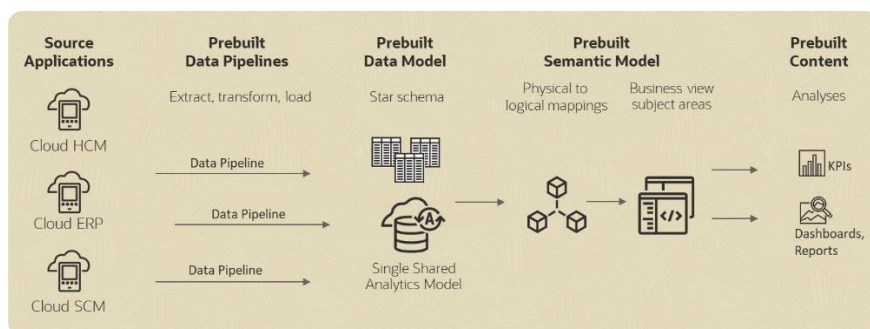 Source
Applications
Prebuilt
Data Pipelines
Prebuilt
Data Model
Prebuilt
Semantic Model
Prebuilt
Content
Extract, transform, load
Star schema
Physical to
logical mappings
Business view
subject areas
Analyses
Cloud HCM
Data Pipeline
KPIs
Cloud ERP
Data Pipeline
A
</>
Dashboards,
Reports
Data Pipeline
Single Shared
Analytics Model
Cloud SCM